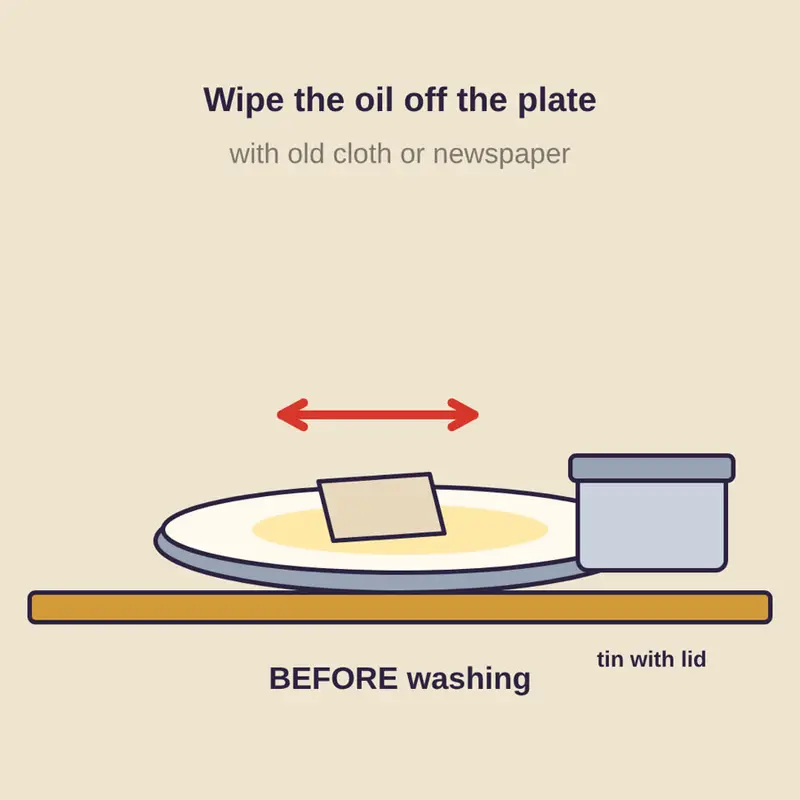 Wipe the oil off the plate
with old cloth or newspaper
tin with lid
BEFORE washing